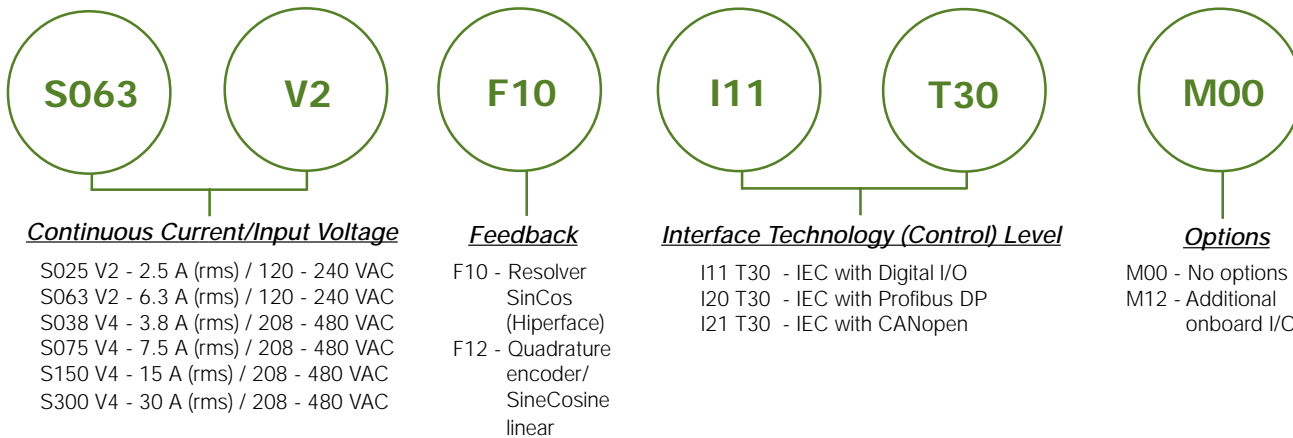 S063 V2 F10 I11 T30 M00
Continuous Current/Input Voltage
S025 V2 - 2.5 A (rms) / 120 - 240 VAC
S063 V2 - 6.3 A (rms) / 120 - 240 VAC
S038 V4 - 3.8 A (rms) / 208 - 480 VAC
S075 V4 - 7.5 A (rms) / 208 - 480 VAC
S150 V4 - 15 A (rms) / 208 - 480 VAC
S300 V4 - 30 A (rms) / 208 - 480 VAC
Feedback
F10 - Resolver
SinCos
(Hiperface)
F12 - Quadrature
encoder/
SineCosine
linear
Interface Technology (Control) Level
I11 T30 - IEC with Digital I/O
I20 T30 - IEC with Profibus DP
I21 T30 - IEC with CANopen
Options
M00 - No options
M12 - Additional
onboard I/O